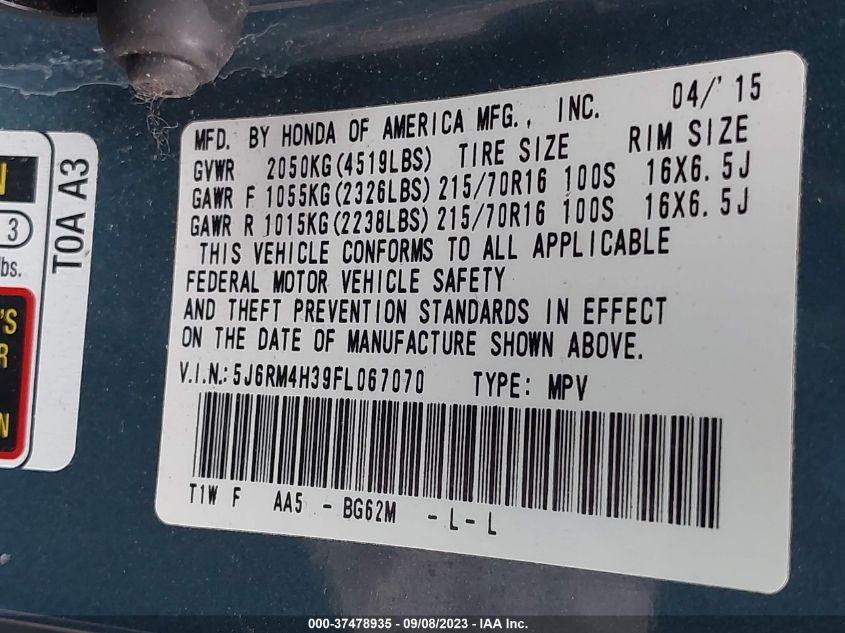 04/'15
MFD. BY HONDA OF AMERICA MFG., INC.
GVWR 2050KG(4519LBS) TIRE SIZE RIM SIZE
GAWR F 1055KG(2326LBS) 215/70R16 100S 16X6.5J
GAWR R 1015KG(2238LBS) 215/70R16 100S 16X6.5J
THIS VEHICLE CONFORMS TO ALL APPLICABLE
FEDERAL MOTOR VEHICLE SAFETY
AND THEFT PREVENTION STANDARDS IN EFFECT
ON THE DATE OF MANUFACTURE SHOWN ABOVE.
V.I.N.: 5J6RM4H39FL067070 TYPE: MPV
T1W F AA5 - BG62M - L - L
N
3
lbs.
T0A A3
'S
R
N
000-37478935 - 09/08/2023 - IAA Inc.